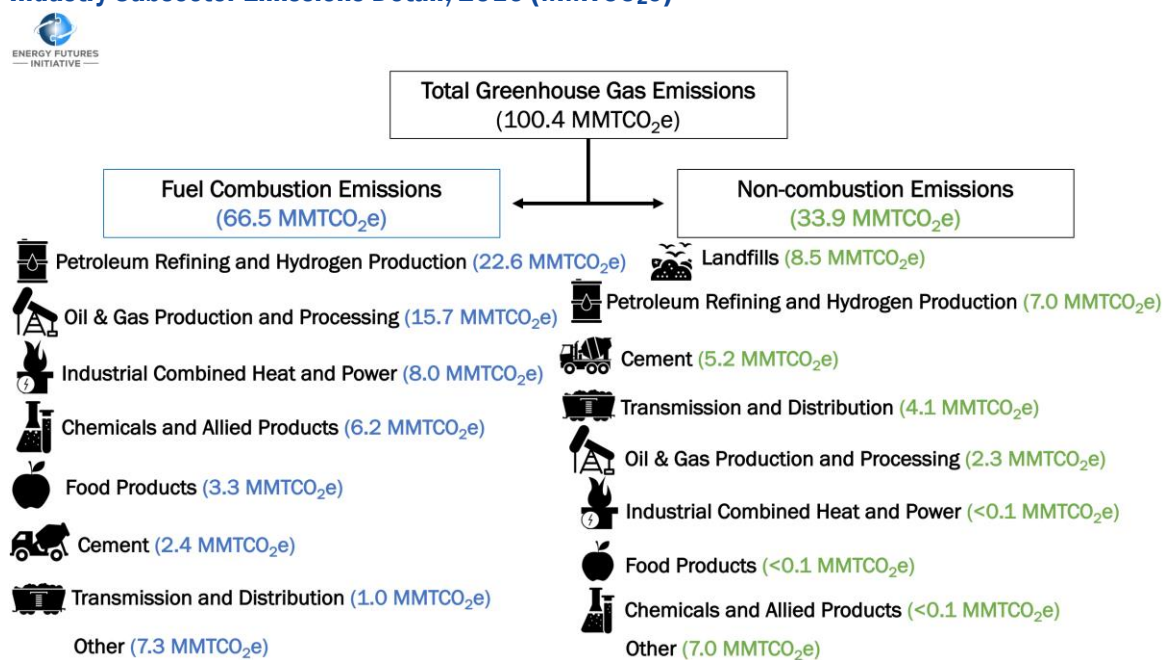 ENERGY FUTURES
INITIATIVE
Total Greenhouse Gas Emissions
(100.4 MMTCO₂e)
Fuel Combustion Emissions
(66.5 MMTCO₂e)
Petroleum Refining and Hydrogen Production (22.6 MMTCO₂e)
Oil & Gas Production and Processing (15.7 MMTCO₂e)
Industrial Combined Heat and Power (8.0 MMTCO₂e)
Chemicals and Allied Products (6.2 MMTCO₂e)
Food Products (3.3 MMTCO₂e)
Cement (2.4 MMTCO₂e)
Transmission and Distribution (1.0 MMTCO₂e)
Other (7.3 MMTCO₂e)
Non-combustion Emissions
(33.9 MMTCO₂e)
Landfills (8.5 MMTCO₂e)
Petroleum Refining and Hydrogen Production (7.0 MMTCO₂e)
Cement (5.2 MMTCO₂e)
Transmission and Distribution (4.1 MMTCO₂e)
Oil & Gas Production and Processing (2.3 MMTCO₂e)
Industrial Combined Heat and Power (<0.1 MMTCO₂e)
Food Products (<0.1 MMTCO₂e)
Chemicals and Allied Products (<0.1 MMTCO₂e)
Other (7.0 MMTCO₂e)